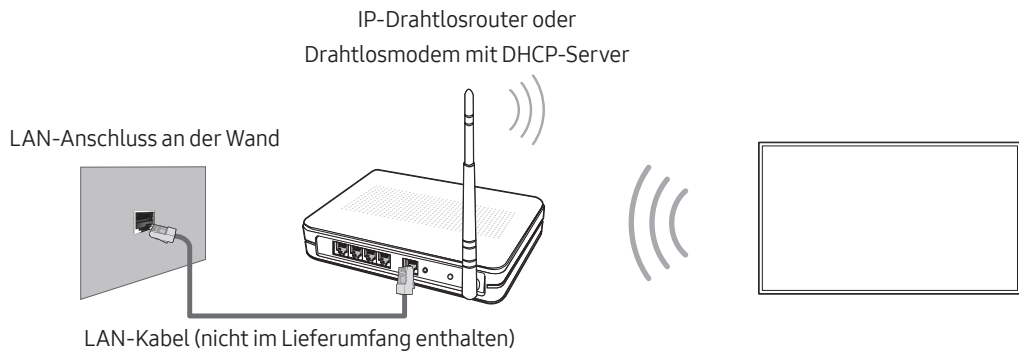 IP-Drahtlosrouter oder
Drahtlosmodem mit DHCP-Server
LAN-Anschluss an der Wand
LAN-Kabel (nicht im Lieferumfang enthalten)